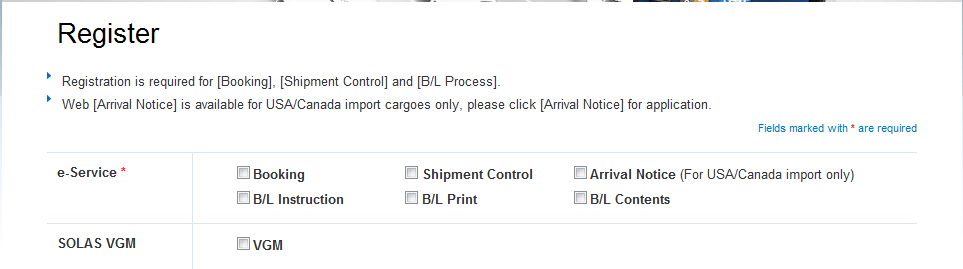 Register
Registration is required for [Booking], [Shipment Control] and [B/L Process].
Web [Arrival Notice] is available for USA/Canada import cargoes only, please click [Arrival Notice] for application.
Fields marked with * are required
e-Service * Booking Shipment Control Arrival Notice (For USA/Canada import only)
B/L Instruction B/L Print B/L Contents
SOLAS VGM VGM